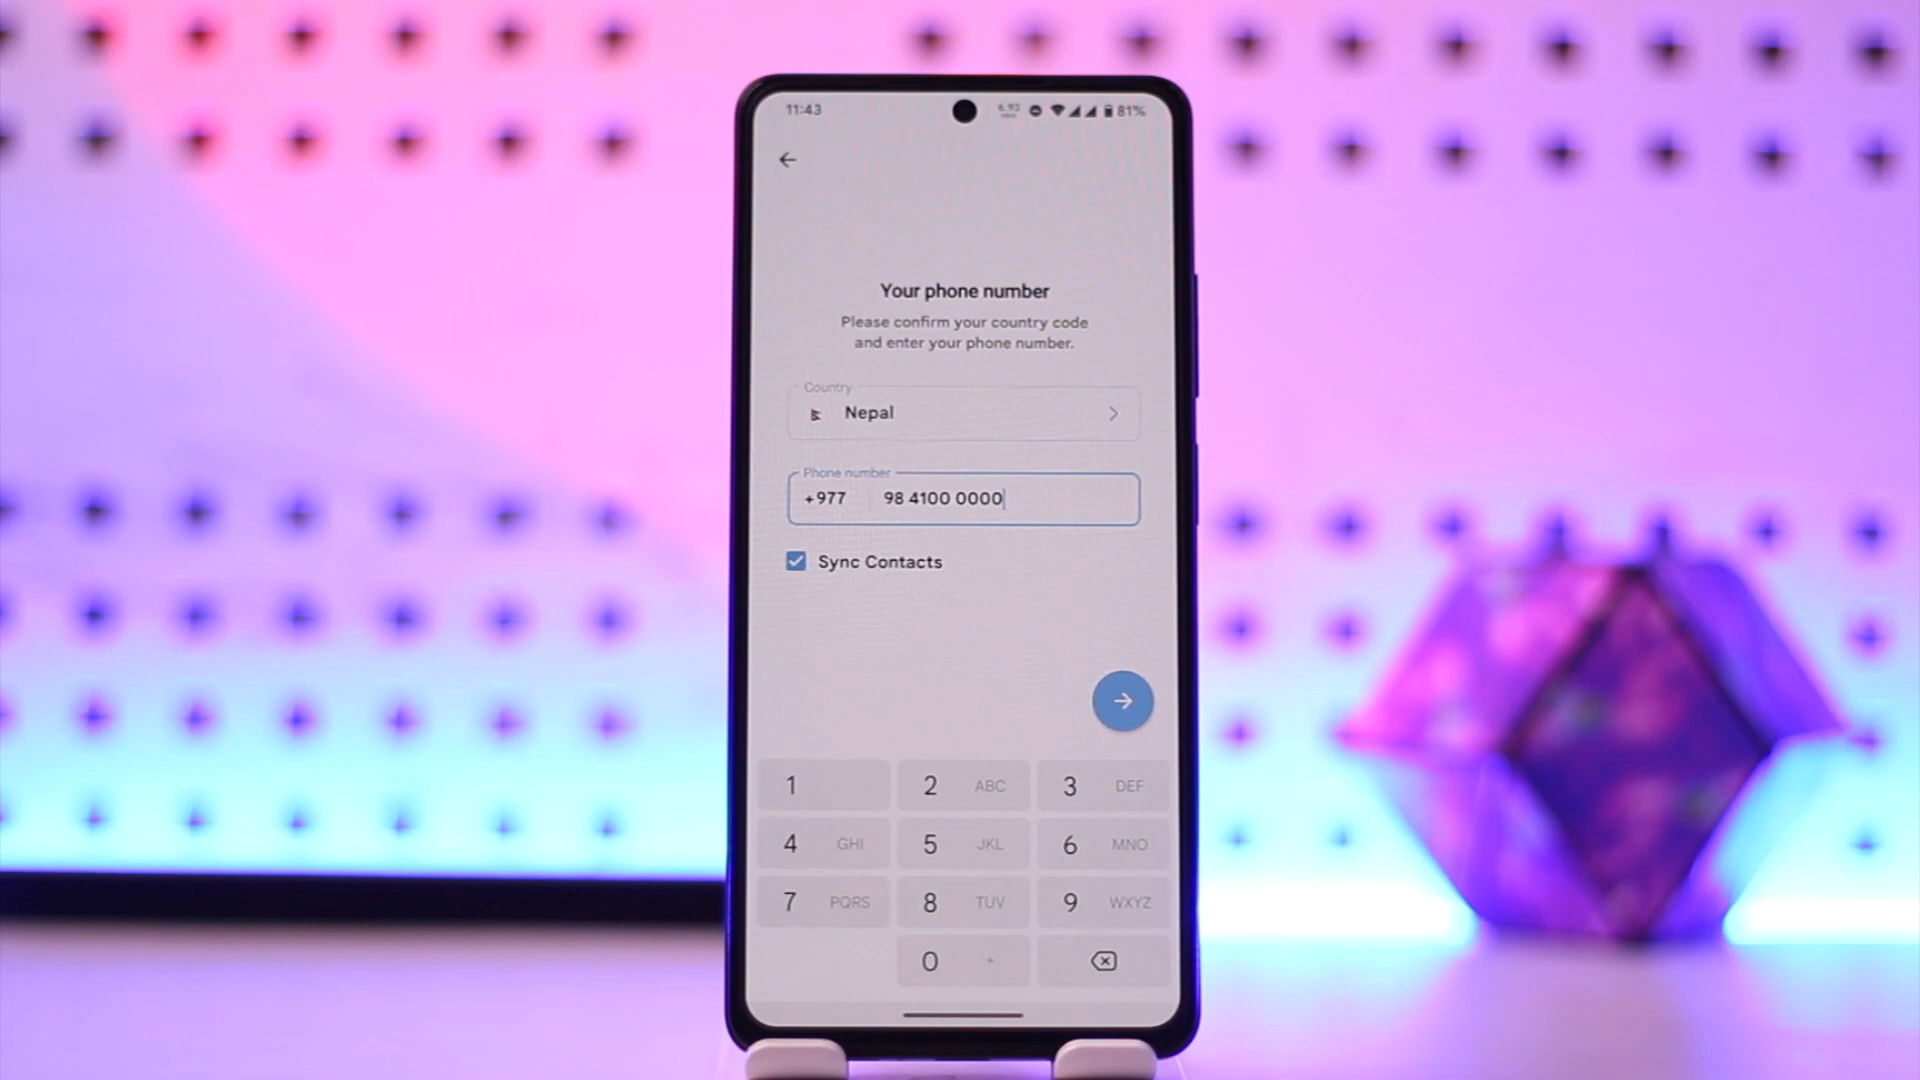 11:43
81%
Your phone number
Please confirm your country code
and enter your phone number.
Country
Nepal
Phone number
+977 98 4100 0000
Sync Contacts
1
2 ABC
3 DEF
4 GHI
5 JKL
6 MNO
7 PQRS
8 TUV
9 WXYZ
0 +